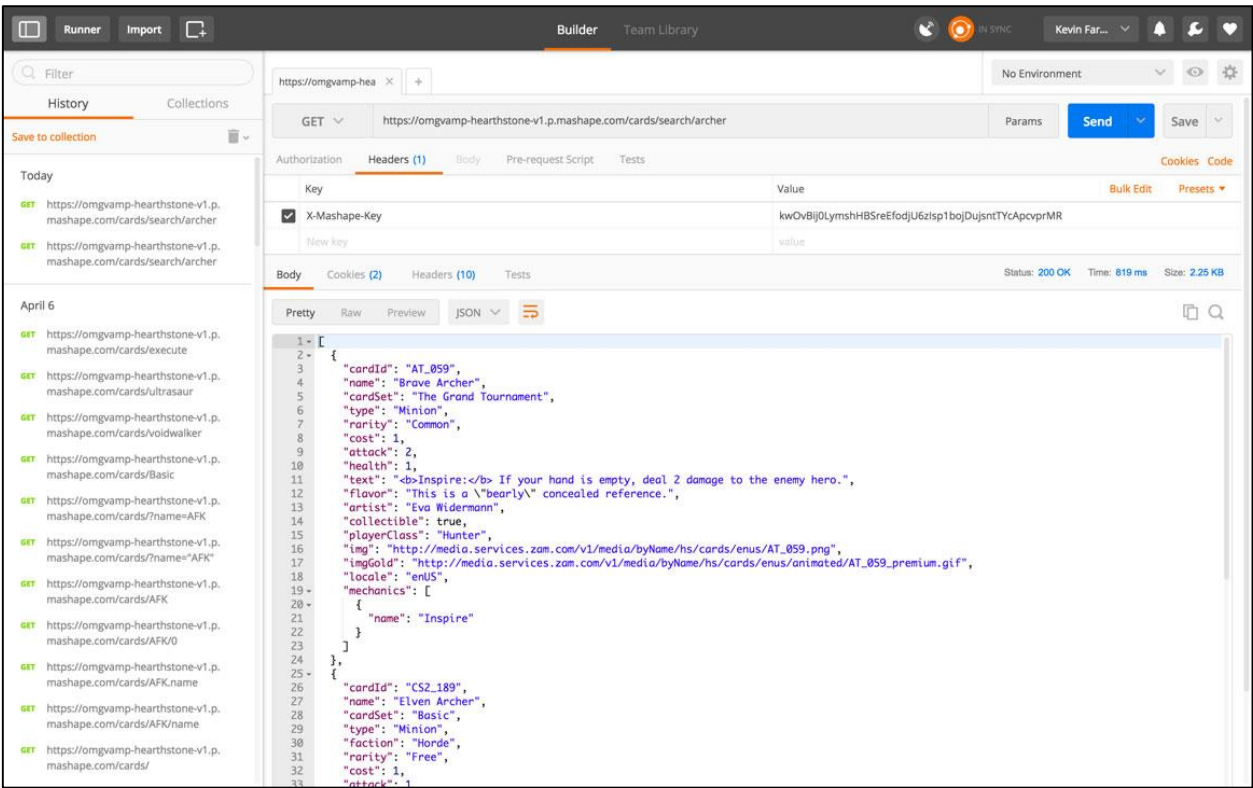 Runner Import Builder Team Library IN SYNC Kevin Far...
Filter
History Collections
Save to collection
Today
GET https://omgvamp-hearthstone-v1.p.
mashape.com/cards/search/archer
GET https://omgvamp-hearthstone-v1.p.
mashape.com/cards/search/archer
April 6
GET https://omgvamp-hearthstone-v1.p.
mashape.com/cards/execute
GET https://omgvamp-hearthstone-v1.p.
mashape.com/cards/ultrasaur
GET https://omgvamp-hearthstone-v1.p.
mashape.com/cards/voidwalker
GET https://omgvamp-hearthstone-v1.p.
mashape.com/cards/Basic
GET https://omgvamp-hearthstone-v1.p.
mashape.com/cards/?name=AFK
GET https://omgvamp-hearthstone-v1.p.
mashape.com/cards/?name="AFK"
GET https://omgvamp-hearthstone-v1.p.
mashape.com/cards/AFK
GET https://omgvamp-hearthstone-v1.p.
mashape.com/cards/AFK/0
GET https://omgvamp-hearthstone-v1.p.
mashape.com/cards/AFK.name
GET https://omgvamp-hearthstone-v1.p.
mashape.com/cards/AFK/name
GET https://omgvamp-hearthstone-v1.p.
mashape.com/cards/
https://omgvamp-hea × + No Environment
GET https://omgvamp-hearthstone-v1.p.mashape.com/cards/search/archer Params Send Save
Authorization Headers (1) Body Pre-request Script Tests Cookies Code
Key Value Bulk Edit Presets
X-Mashape-Key kwOvBij0LymshHBSreEfodjU6zIsp1bojDujsntTYcApcvprMR
New key value
Body Cookies (2) Headers (10) Tests Status: 200 OK Time: 819 ms Size: 2.25 KB
Pretty Raw Preview JSON
1 [
2 {
3 "cardId": "AT_059",
4 "name": "Brave Archer",
5 "cardSet": "The Grand Tournament",
6 "type": "Minion",
7 "rarity": "Common",
8 "cost": 1,
9 "attack": 2,
10 "health": 1,
11 "text": "<b>Inspire:</b> If your hand is empty, deal 2 damage to the enemy hero.",
12 "flavor": "This is a \"bearly\" concealed reference.",
13 "artist": "Eva Widermann",
14 "collectible": true,
15 "playerClass": "Hunter",
16 "img": "http://media.services.zam.com/v1/media/byName/hs/cards/enus/AT_059.png",
17 "imgGold": "http://media.services.zam.com/v1/media/byName/hs/cards/enus/animated/AT_059_premium.gif",
18 "locale": "enUS",
19 "mechanics": [
20 {
21 "name": "Inspire"
22 }
23 ]
24 },
25 {
26 "cardId": "CS2_189",
27 "name": "Elven Archer",
28 "cardSet": "Basic",
29 "type": "Minion",
30 "faction": "Horde",
31 "rarity": "Free",
32 "cost": 1,
33 "attack": 1